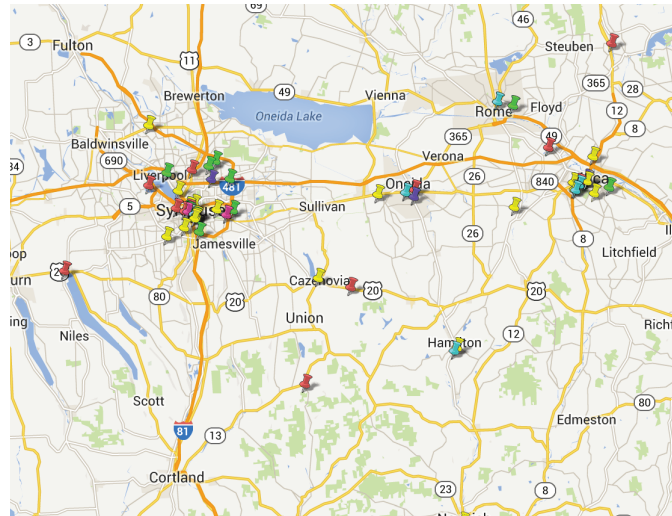 69
46
3
Fulton
Steuben
11
365
28
Brewerton
49
Vienna
Oneida Lake
Rome
Floyd
12
8
Baldwinsville
365
49
690
Verona
34
Liverpool
481
Oneida
26
840
5
Sullivan
26
Jamesville
8
Litchfield
20
Cazenovia
20
80
20
20
Union
Niles
12
Hamilton
Scott
80
81
13
Edmeston
Cortland
23
8